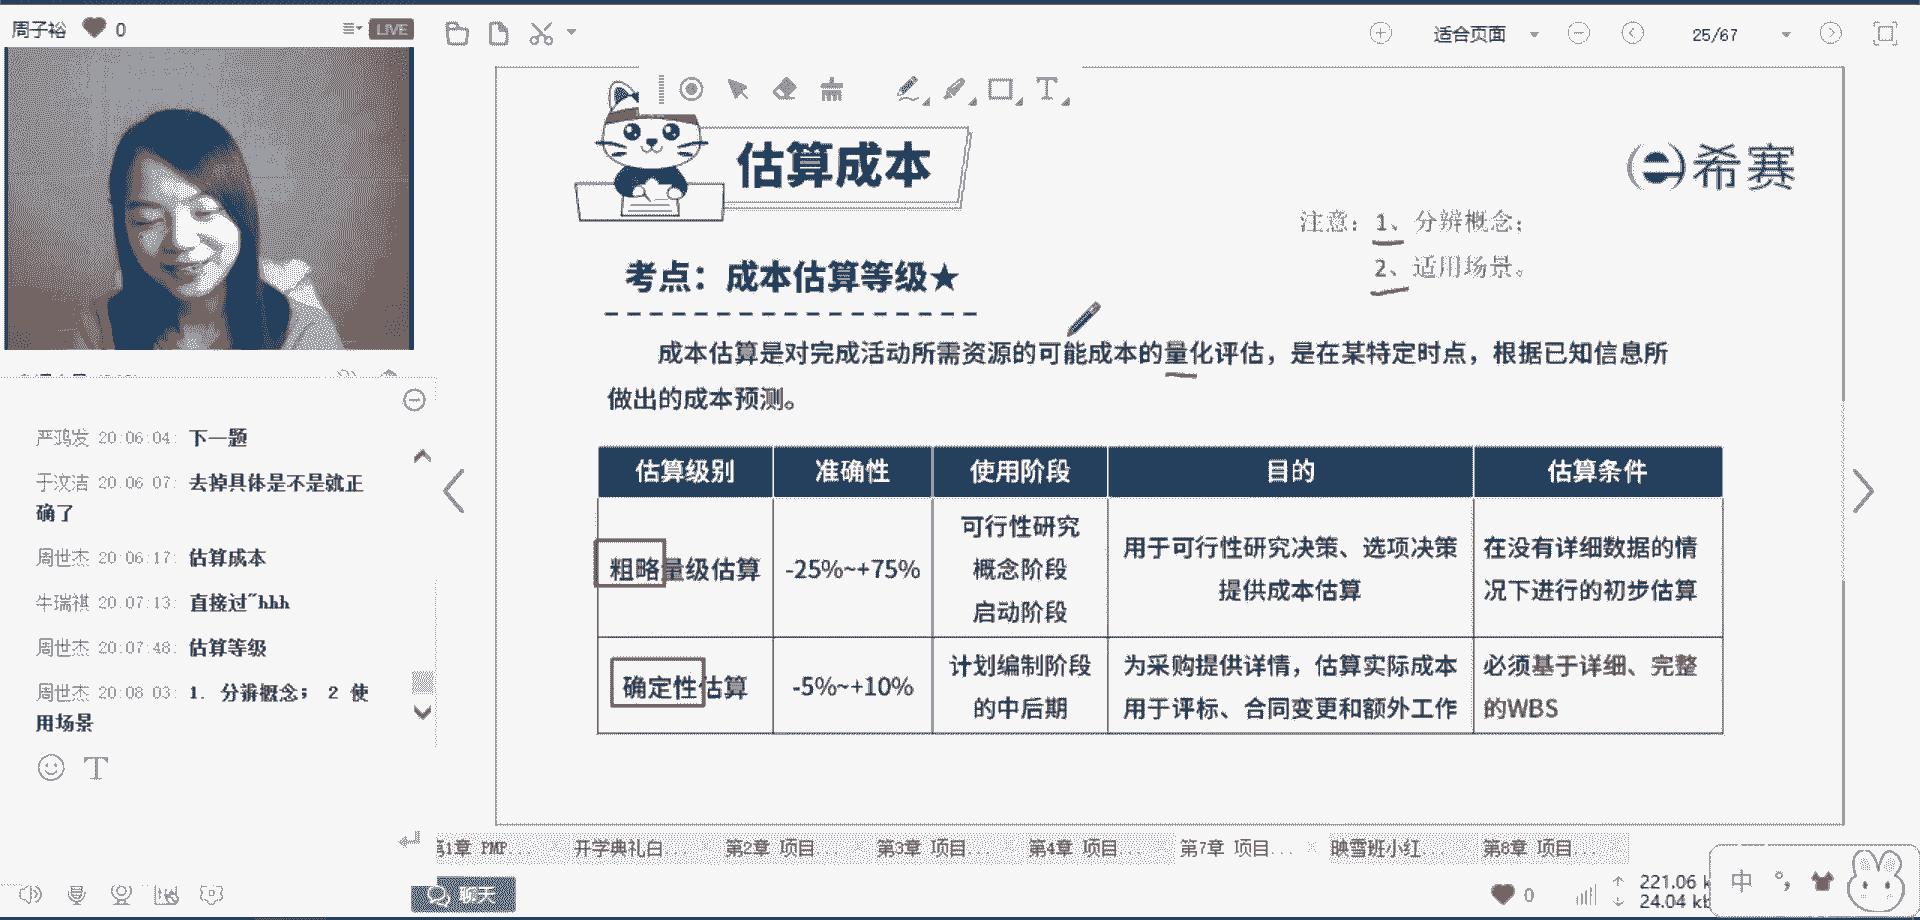 周子裕 0 LIVE
适合页面 25/67
估算成本
希赛
注意：1、分辨概念；
2、适用场景。
考点：成本估算等级★
成本估算是对完成活动所需资源的可能成本的量化评估，是在某特定时点，根据已知信息所
做出的成本预测。
估算级别 准确性 使用阶段 目的 估算条件
粗略量级估算 -25%~+75%
可行性研究
概念阶段
启动阶段
用于可行性研究决策、选项决策
提供成本估算
在没有详细数据的情
况下进行的初步估算
确定性估算 -5%~+10%
计划编制阶段
的中后期
为采购提供详情，估算实际成本
用于评标、合同变更和额外工作
必须基于详细、完整
的WBS
严鸿发 20:06:04: 下一题
于汶洁 20:06:07: 去掉具体是不是就正
确了
周世杰 20:06:17: 估算成本
牛瑞祺 20:07:13: 直接过~hhh
周世杰 20:07:48: 估算等级
周世杰 20:08:03: 1. 分辨概念； 2 使
用场景
T
第1章 PMP... 开学典礼白... 第2章 项目... 第3章 项目... 第4章 项目... 第7章 项目... 映雪班小红... 第8章 项目...
聊天
0
221.06 k
24.04 kb
中